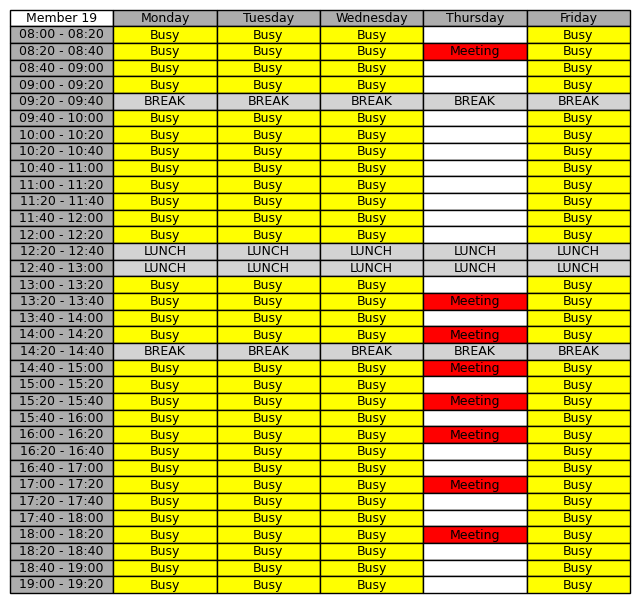 Member 19 Monday Tuesday Wednesday Thursday Friday
08:00 - 08:20 Busy Busy Busy Busy
08:20 - 08:40 Busy Busy Busy Meeting Busy
08:40 - 09:00 Busy Busy Busy Busy
09:00 - 09:20 Busy Busy Busy Busy
09:20 - 09:40 BREAK BREAK BREAK BREAK BREAK
09:40 - 10:00 Busy Busy Busy Busy
10:00 - 10:20 Busy Busy Busy Busy
10:20 - 10:40 Busy Busy Busy Busy
10:40 - 11:00 Busy Busy Busy Busy
11:00 - 11:20 Busy Busy Busy Busy
11:20 - 11:40 Busy Busy Busy Busy
11:40 - 12:00 Busy Busy Busy Busy
12:00 - 12:20 Busy Busy Busy Busy
12:20 - 12:40 LUNCH LUNCH LUNCH LUNCH LUNCH
12:40 - 13:00 LUNCH LUNCH LUNCH LUNCH LUNCH
13:00 - 13:20 Busy Busy Busy Busy
13:20 - 13:40 Busy Busy Busy Meeting Busy
13:40 - 14:00 Busy Busy Busy Busy
14:00 - 14:20 Busy Busy Busy Meeting Busy
14:20 - 14:40 BREAK BREAK BREAK BREAK BREAK
14:40 - 15:00 Busy Busy Busy Meeting Busy
15:00 - 15:20 Busy Busy Busy Busy
15:20 - 15:40 Busy Busy Busy Meeting Busy
15:40 - 16:00 Busy Busy Busy Busy
16:00 - 16:20 Busy Busy Busy Meeting Busy
16:20 - 16:40 Busy Busy Busy Busy
16:40 - 17:00 Busy Busy Busy Busy
17:00 - 17:20 Busy Busy Busy Meeting Busy
17:20 - 17:40 Busy Busy Busy Busy
17:40 - 18:00 Busy Busy Busy Busy
18:00 - 18:20 Busy Busy Busy Meeting Busy
18:20 - 18:40 Busy Busy Busy Busy
18:40 - 19:00 Busy Busy Busy Busy
19:00 - 19:20 Busy Busy Busy Busy